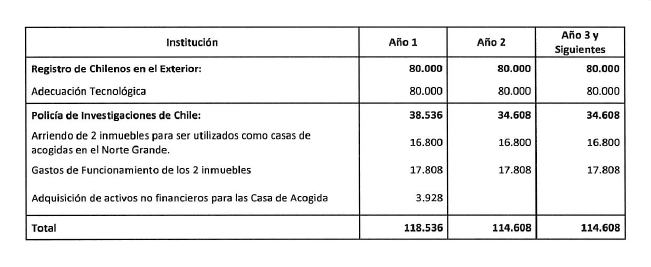 Institución Año 1 Año 2 Año 3 y
Siguientes
Registro de Chilenos en el Exterior: 80.000 80.000 80.000
Adecuación Tecnológica 80.000 80.000 80.000
Policía de Investigaciones de Chile: 38.536 34.608 34.608
Arriendo de 2 inmuebles para ser utilizados como casas de
acogidas en el Norte Grande. 16.800 16.800 16.800
Gastos de Funcionamiento de los 2 inmuebles 17.808 17.808 17.808
Adquisición de activos no financieros para las Casa de Acogida 3.928
Total 118.536 114.608 114.608